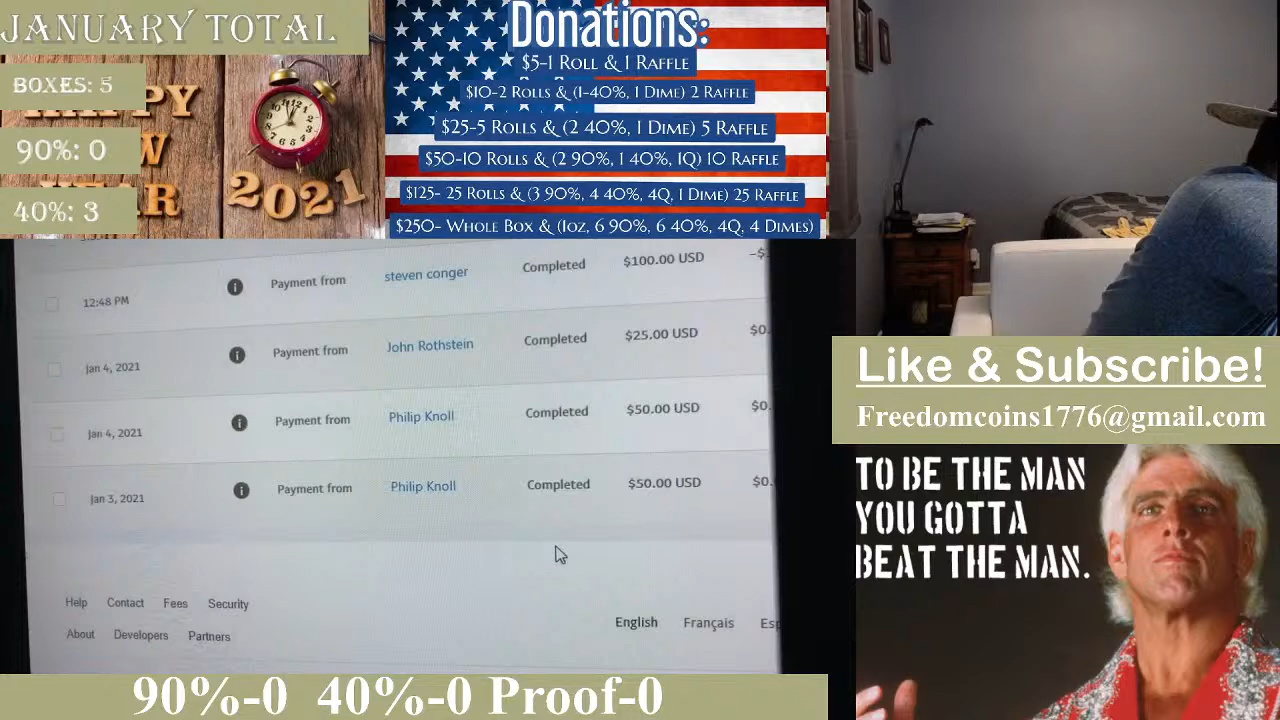 JANUARY TOTAL
BOXES: 5
90%: 0
40%: 3
2021
Donations:
$5-1 Roll & 1 Raffle
$10-2 Rolls & (1-40%, 1 Dime) 2 Raffle
$25-5 Rolls & (2 40%, 1 Dime) 5 Raffle
$50-10 Rolls & (2 90%, 1 40%, 1Q) 10 Raffle
$125- 25 Rolls & (3 90%, 4 40%, 4Q, 1 Dime) 25 Raffle
$250- Whole Box & (1oz, 6 90%, 6 40%, 4Q, 4 Dimes)
12:48 PM Payment from steven conger Completed $100.00 USD
Jan 4, 2021 Payment from John Rothstein Completed $25.00 USD $0.
Jan 4, 2021 Payment from Philip Knoll Completed $50.00 USD $0.
Jan 3, 2021 Payment from Philip Knoll Completed $50.00 USD $0.
Help Contact Fees Security
About Developers Partners
English Français Esp
Like & Subscribe!
Freedomcoins1776@gmail.com
TO BE THE MAN
YOU GOTTA
BEAT THE MAN.
90%-0 40%-0 Proof-0